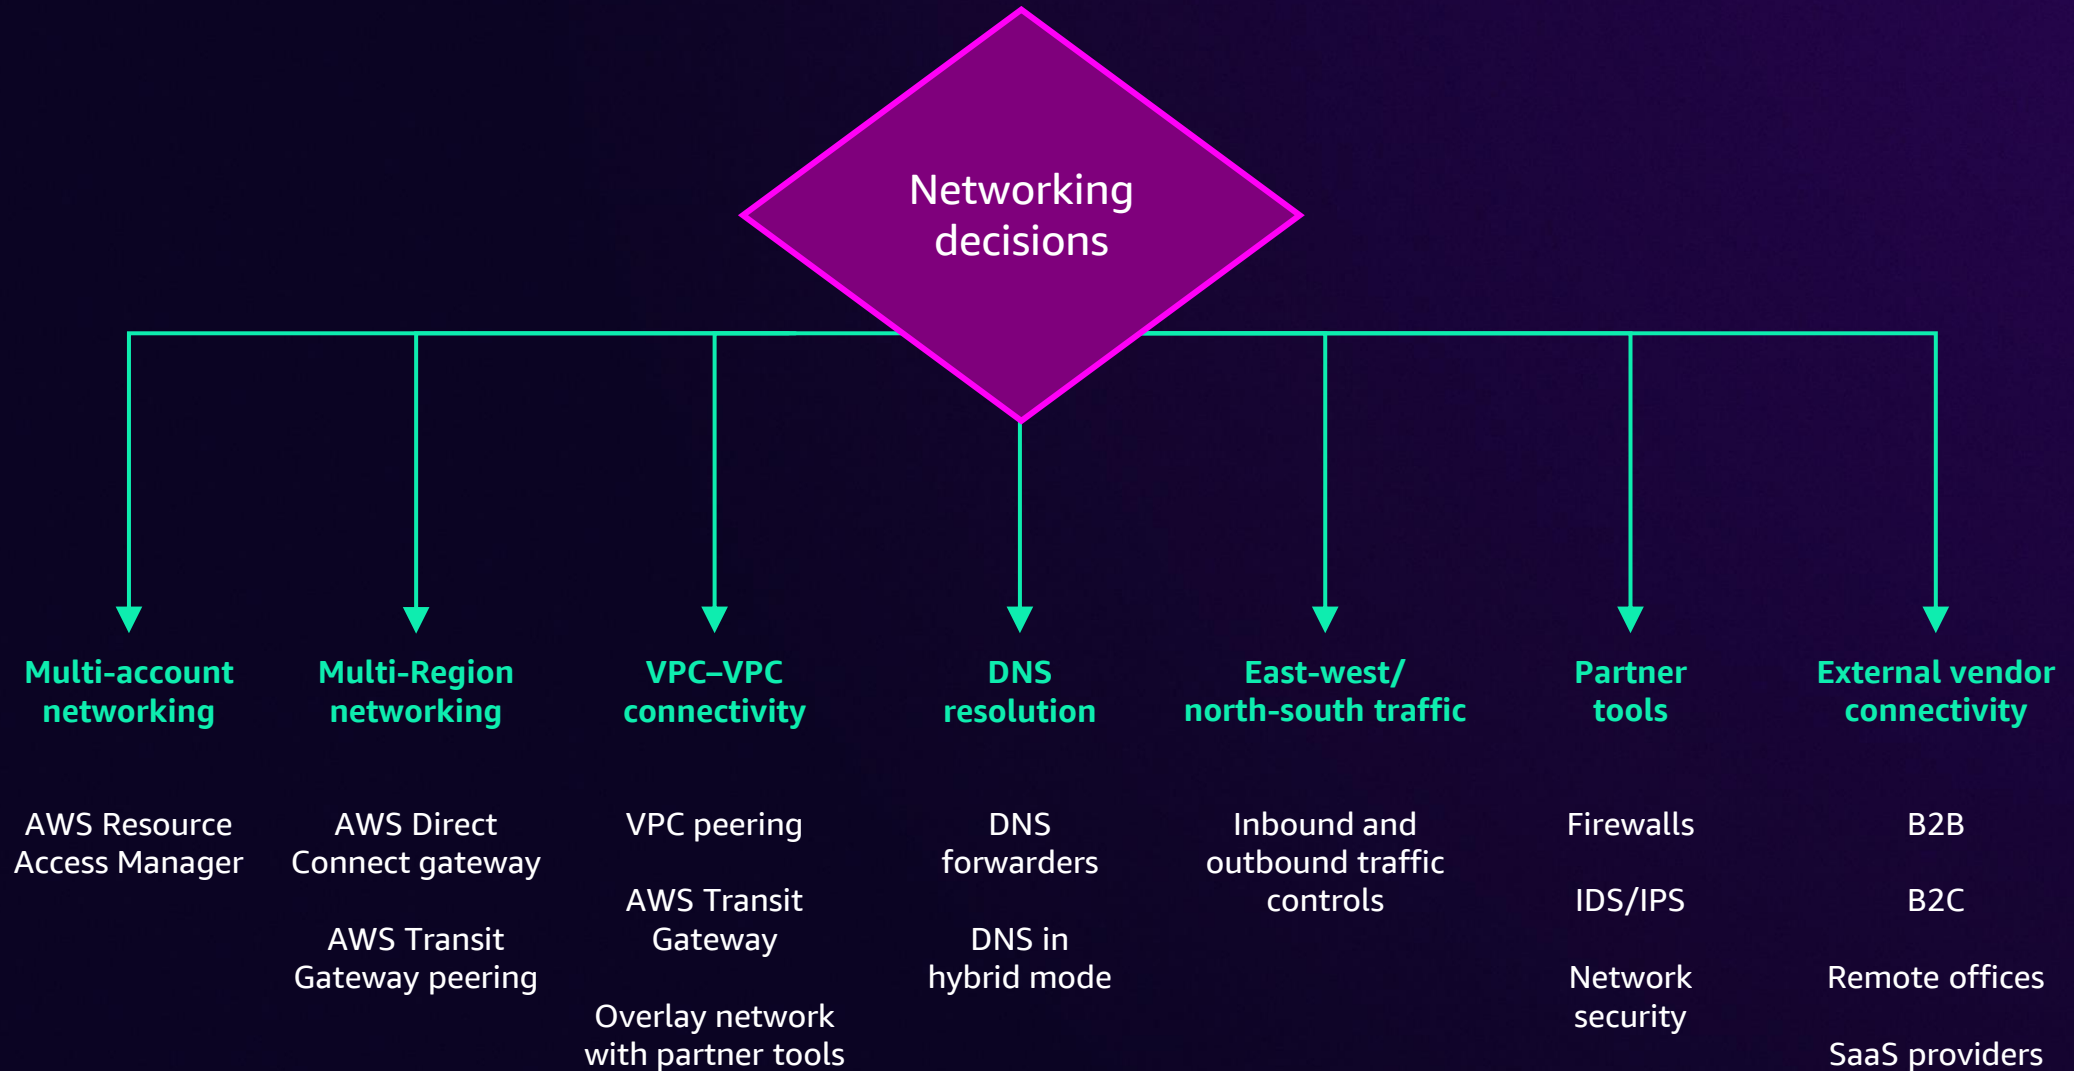 Networking
decisions
Multi-account
networking
AWS Resource
Access Manager
Multi-Region
networking
AWS Direct
Connect gateway
AWS Transit
Gateway peering
VPC–VPC
connectivity
VPC peering
AWS Transit
Gateway
Overlay network
with partner tools
DNS
resolution
DNS
forwarders
DNS in
hybrid mode
East-west/
north-south traffic
Inbound and
outbound traffic
controls
Partner
tools
Firewalls
IDS/IPS
Network
security
External vendor
connectivity
B2B
B2C
Remote offices
SaaS providers